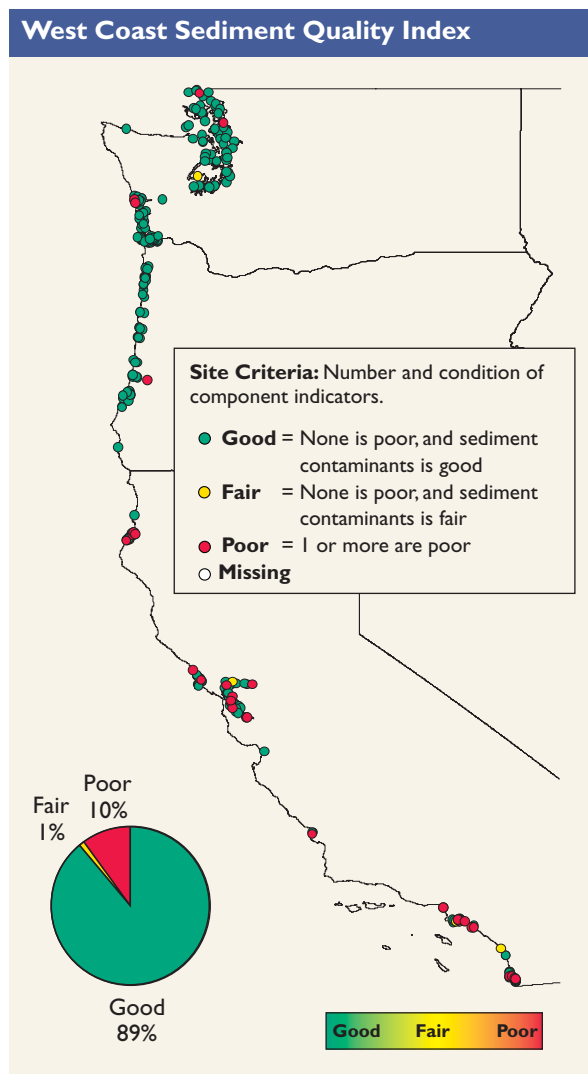 West Coast Sediment Quality Index
Site Criteria: Number and condition of
component indicators.
Good = None is poor, and sediment
contaminants is good
Fair = None is poor, and sediment
contaminants is fair
Poor = 1 or more are poor
Missing
Poor
10%
Fair
1%
Good
89%
Good Fair Poor